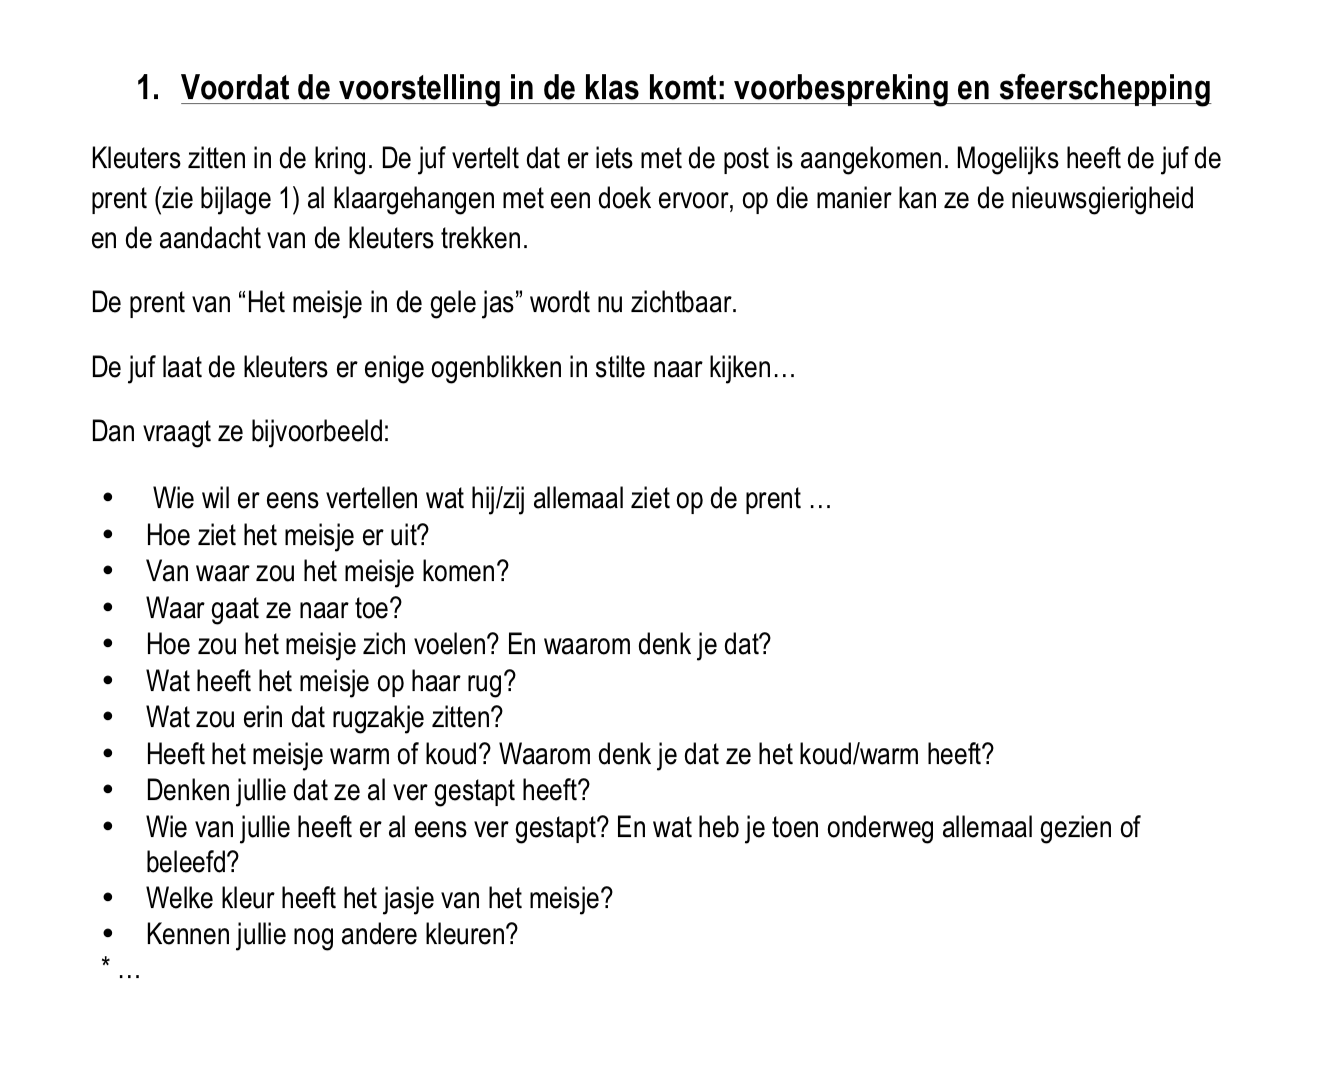 1. Voordat de voorstelling in de klas komt: voorbespreking en sfeerschepping
Kleuters zitten in de kring. De juf vertelt dat er iets met de post is aangekomen. Mogelijks heeft de juf de
prent (zie bijlage 1) al klaargehangen met een doek ervoor, op die manier kan ze de nieuwsgierigheid
en de aandacht van de kleuters trekken.
De prent van “Het meisje in de gele jas” wordt nu zichtbaar.
De juf laat de kleuters er enige ogenblikken in stilte naar kijken…
Dan vraagt ze bijvoorbeeld:
• Wie wil er eens vertellen wat hij/zij allemaal ziet op de prent …
• Hoe ziet het meisje er uit?
• Van waar zou het meisje komen?
• Waar gaat ze naar toe?
• Hoe zou het meisje zich voelen? En waarom denk je dat?
• Wat heeft het meisje op haar rug?
• Wat zou erin dat rugzakje zitten?
• Heeft het meisje warm of koud? Waarom denk je dat ze het koud/warm heeft?
• Denken jullie dat ze al ver gestapt heeft?
• Wie van jullie heeft er al eens ver gestapt? En wat heb je toen onderweg allemaal gezien of
beleefd?
• Welke kleur heeft het jasje van het meisje?
• Kennen jullie nog andere kleuren?
* …